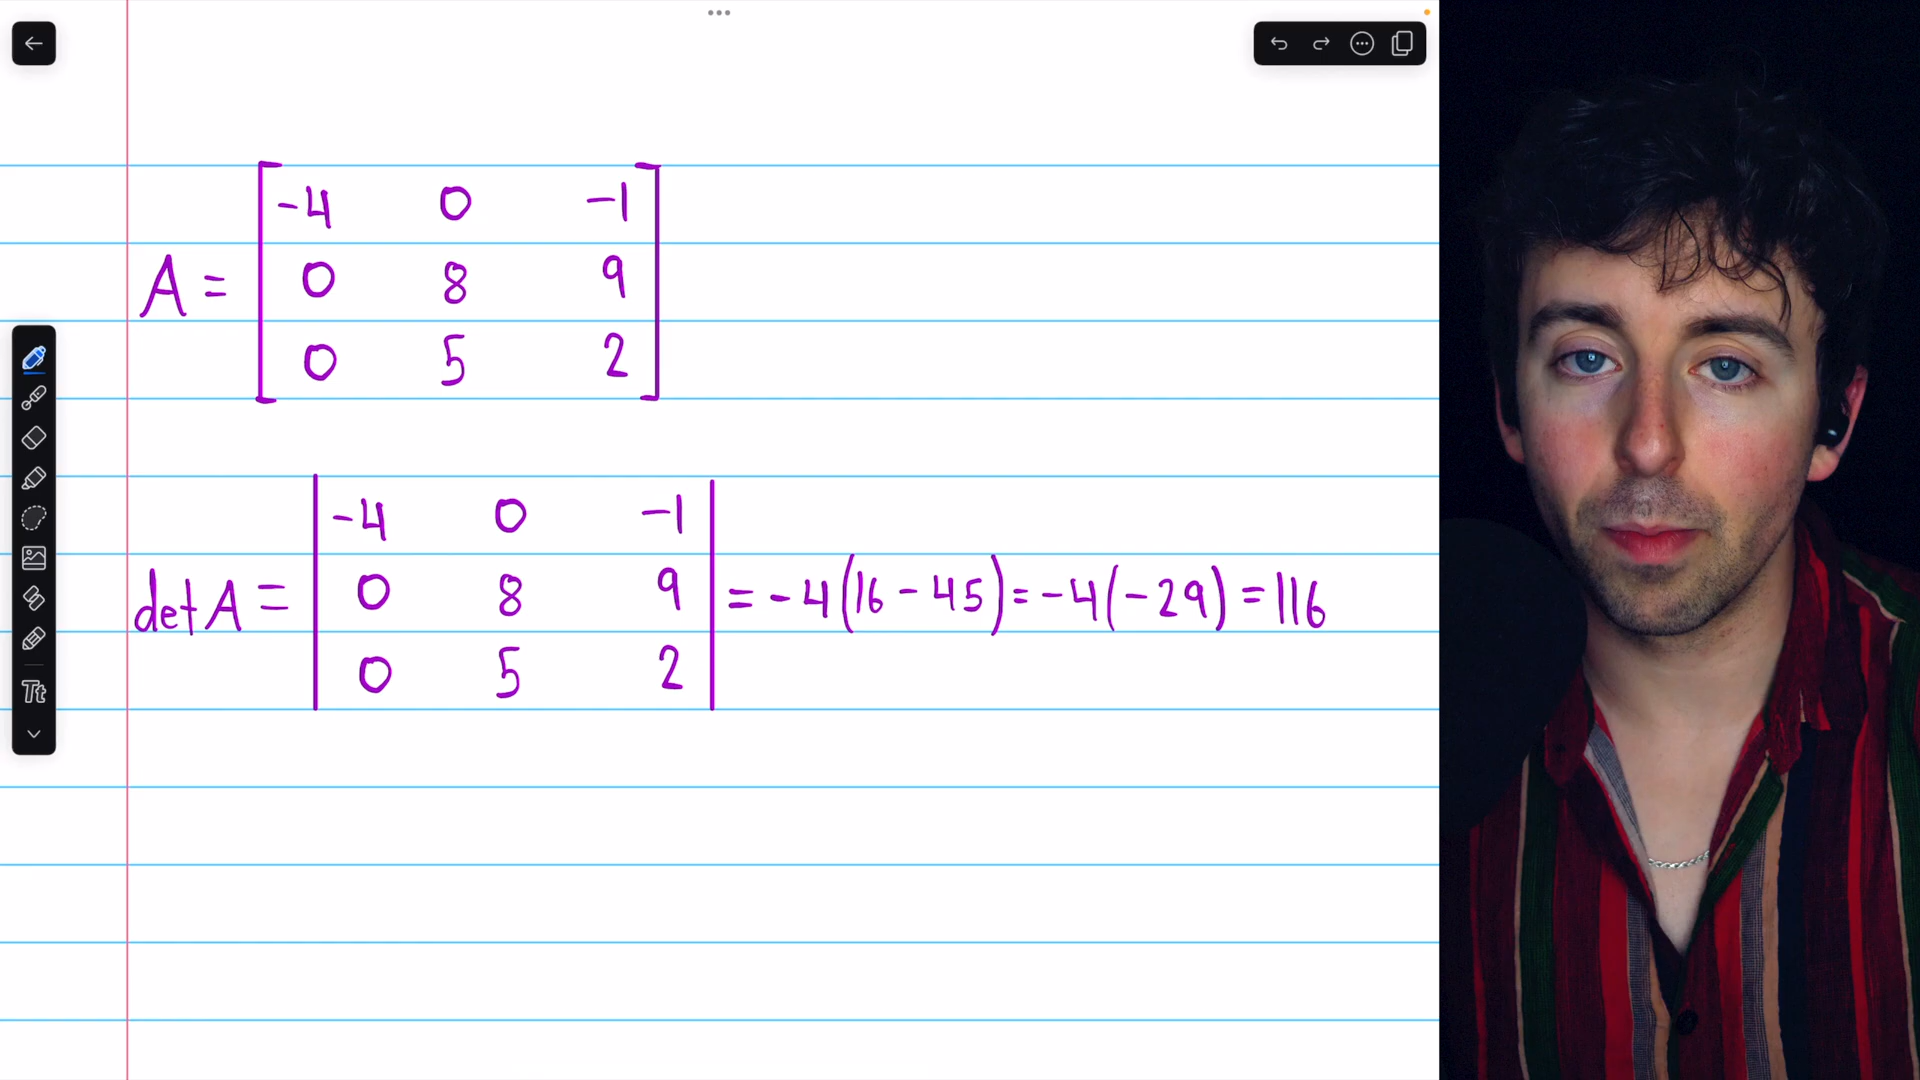 -4 0 -1
A = 0 8 9
0 5 2
-4 0 -1
det A = 0 8 9 = -4(16 - 45) = -4(-29) = 116
0 5 2
Tt